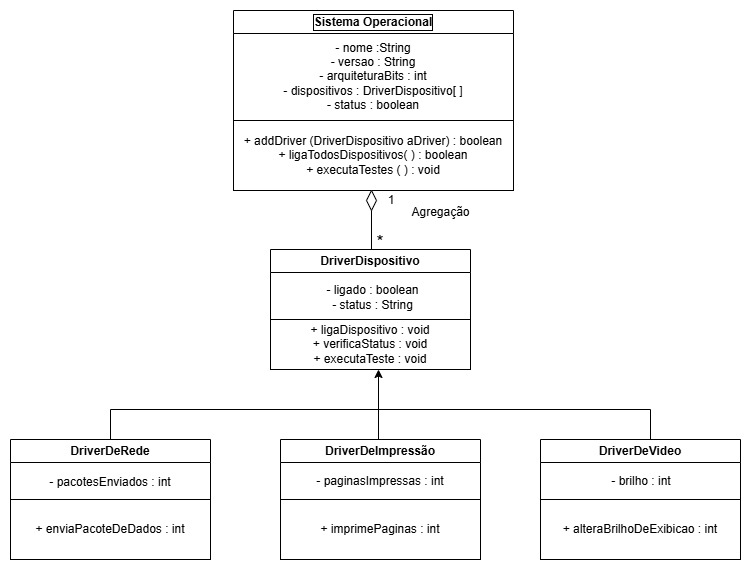 Sistema Operacional
- nome :String
- versao : String
- arquiteturaBits : int
- dispositivos : DriverDispositivo[ ]
- status : boolean
+ addDriver (DriverDispositivo aDriver) : boolean
+ ligaTodosDispositivos( ) : boolean
+ executaTestes ( ) : void
1
Agregação
*
DriverDispositivo
- ligado : boolean
- status : String
+ ligaDispositivo : void
+ verificaStatus : void
+ executaTeste : void
DriverDeRede
- pacotesEnviados : int
+ enviaPacoteDeDados : int
DriverDeImpressão
- paginasImpressas : int
+ imprimePaginas : int
DriverDeVideo
- brilho : int
+ alteraBrilhoDeExibicao : int